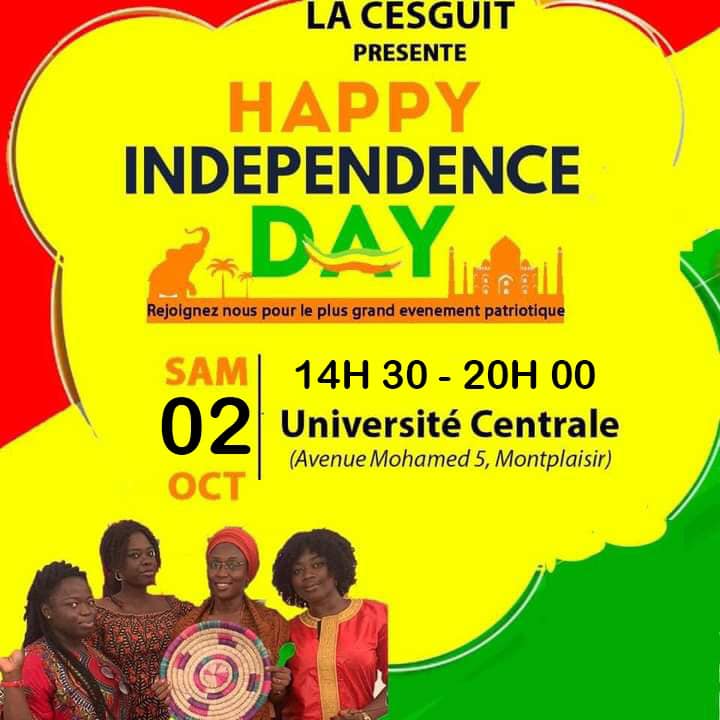 LA CESGUIT
PRESENTE
HAPPY
INDEPENDENCE
DAY
Rejoignez nous pour le plus grand evenement patriotique
SAM
02
OCT
14H 30 - 20H 00
Université Centrale
(Avenue Mohamed 5, Montplaisir)